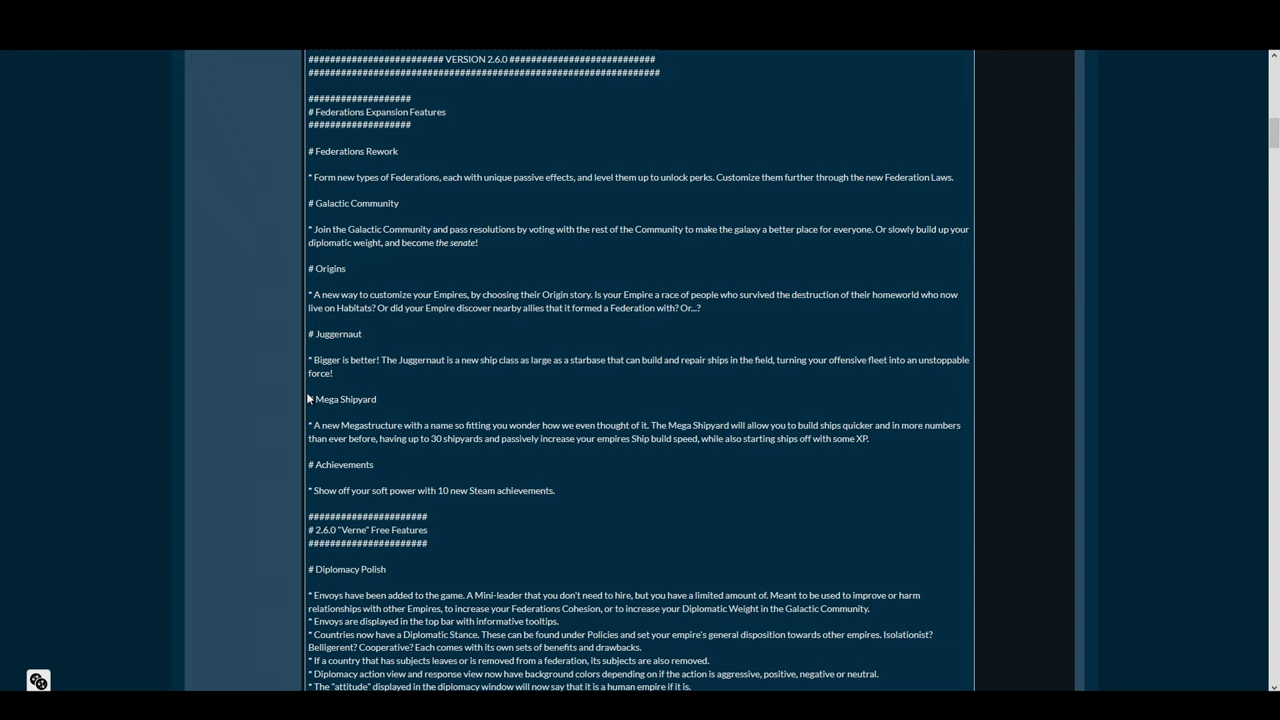 ######################### VERSION 2.6.0 ###########################
#################################################################
###################
# Federations Expansion Features
###################
# Federations Rework
* Form new types of Federations, each with unique passive effects, and level them up to unlock perks. Customize them further through the new Federation Laws.
# Galactic Community
* Join the Galactic Community and pass resolutions by voting with the rest of the Community to make the galaxy a better place for everyone. Or slowly build up your
diplomatic weight, and become the senate!
# Origins
* A new way to customize your Empires, by choosing their Origin story. Is your Empire a race of people who survived the destruction of their homeworld who now
live on Habitats? Or did your Empire discover nearby allies that it formed a Federation with? Or...?
# Juggernaut
* Bigger is better! The Juggernaut is a new ship class as large as a starbase that can build and repair ships in the field, turning your offensive fleet into an unstoppable
force!
Mega Shipyard
* A new Megastructure with a name so fitting you wonder how we even thought of it. The Mega Shipyard will allow you to build ships quicker and in more numbers
than ever before, having up to 30 shipyards and passively increase your empires Ship build speed, while also starting ships off with some XP.
# Achievements
* Show off your soft power with 10 new Steam achievements.
######################
# 2.6.0 "Verne" Free Features
######################
# Diplomacy Polish
* Envoys have been added to the game. A Mini-leader that you don't need to hire, but you have a limited amount of. Meant to be used to improve or harm
relationships with other Empires, to increase your Federations Cohesion, or to increase your Diplomatic Weight in the Galactic Community.
* Envoys are displayed in the top bar with informative tooltips.
* Countries now have a Diplomatic Stance. These can be found under Policies and set your empire's general disposition towards other empires. Isolationist?
Belligerent? Cooperative? Each comes with its own sets of benefits and drawbacks.
* If a country that has subjects leaves or is removed from a federation, its subjects are also removed.
* Diplomacy action view and response view now have background colors depending on if the action is aggressive, positive, negative or neutral.
* The "attitude" displayed in the diplomacy window will now say that it is a human empire if it is.